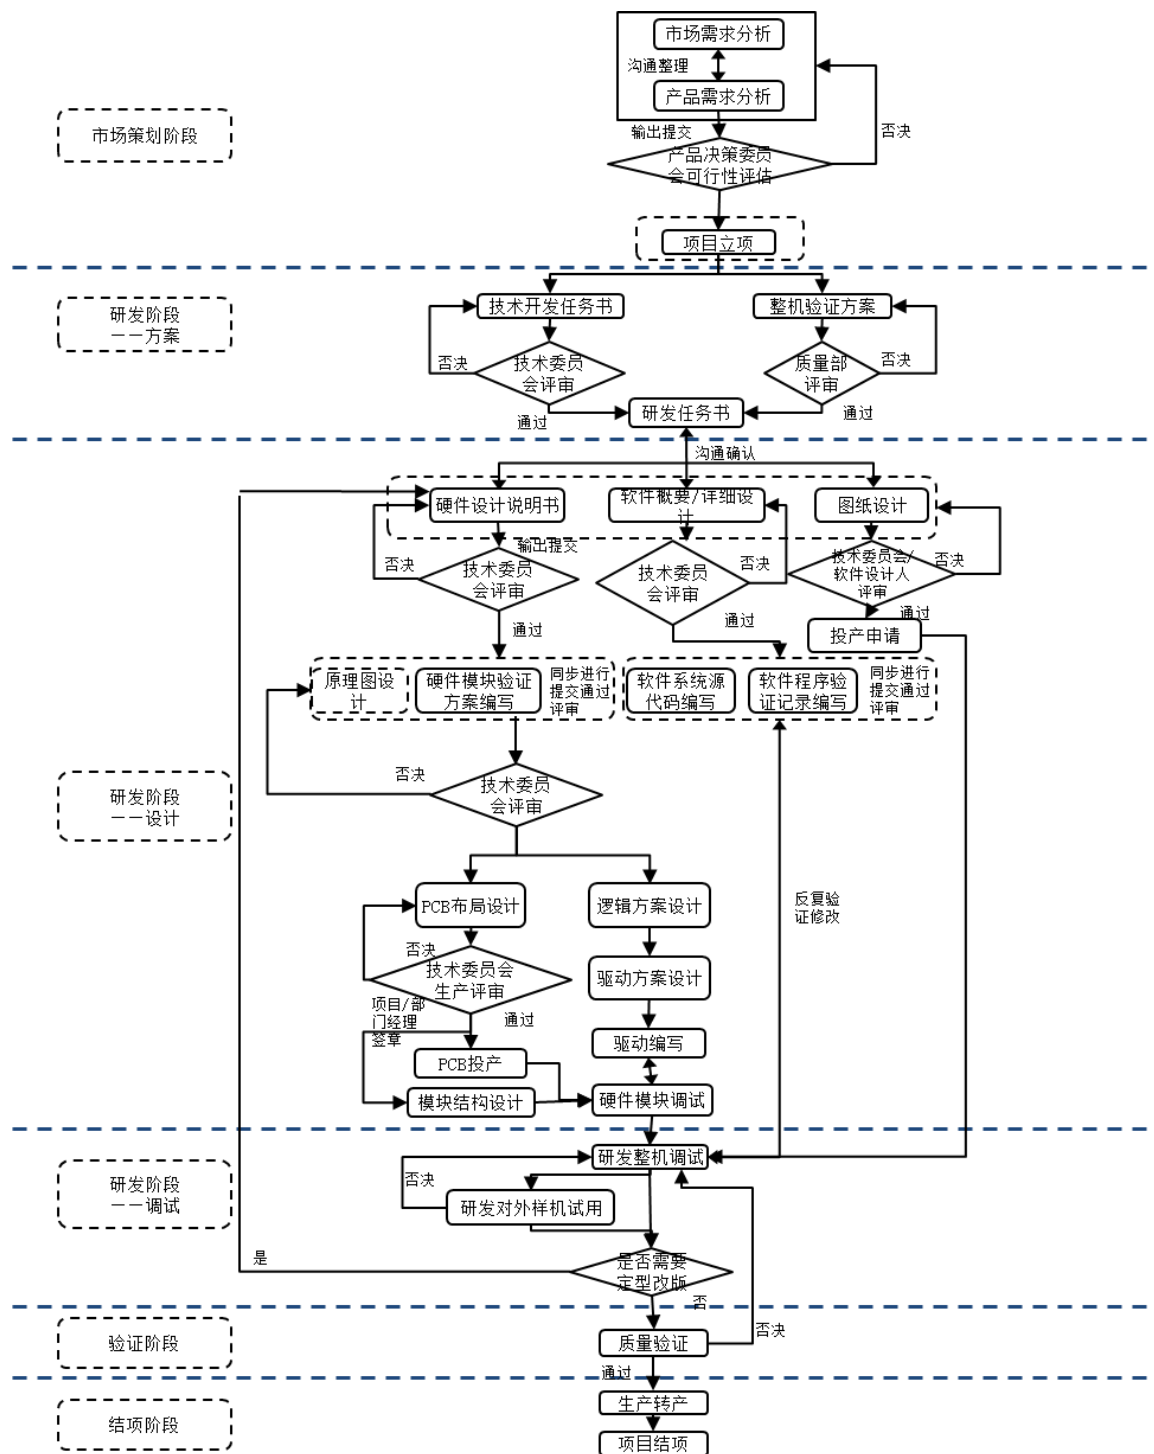 市场需求分析
沟通整理
产品需求分析
输出提交
否决
市场策划阶段
产品决策委员
会可行性评估
项目立项
研发阶段
——方案
技术开发任务书
整机验证方案
否决
技术委员
会评审
质量部
评审
否决
通过
研发任务书
通过
沟通确认
硬件设计说明书
软件概要/详细设
计
图纸设计
输出提交
否决
技术委员
会评审
技术委员
会评审
否决
技术委员会/
软件设计人
评审
否决
通过
通过
通过
投产申请
原理图设
计
硬件模块验证
方案编写
同步进行
提交通过
评审
软件系统源
代码编写
软件程序验
证记录编写
同步进行
提交通过
评审
研发阶段
——设计
否决
技术委员
会评审
PCB布局设计
逻辑方案设计
反复验
证修改
否决
技术委员会
生产评审
驱动方案设计
项目/部
门经理
签章
通过
驱动编写
PCB投产
模块结构设计
硬件模块调试
研发阶段
——调试
研发整机调试
否决
研发对外样机试用
是
是否需要
定型改版
否
验证阶段
质量验证
否决
通过
结项阶段
生产转产
项目结项